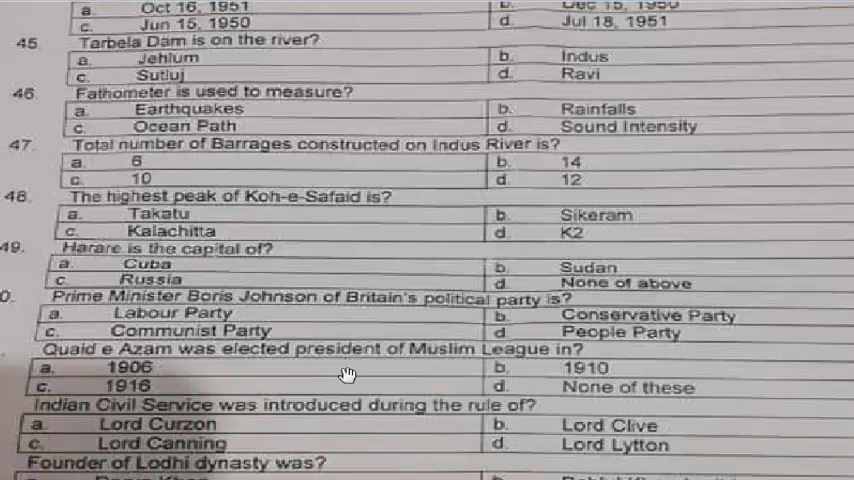 a. Oct 16, 1951 b. Dec 15, 1950
c. Jun 15, 1950 d. Jul 18, 1951
45. Tarbela Dam is on the river?
a. Jehlum b. Indus
c. Sutluj d. Ravi
46. Fathometer is used to measure?
a. Earthquakes b. Rainfalls
c. Ocean Path d. Sound Intensity
47. Total number of Barrages constructed on Indus River is?
a. 6 b. 14
c. 10 d. 12
48. The highest peak of Koh-e-Safaid is?
a. Takatu b. Sikeram
c. Kalachitta d. K2
49. Harare is the capital of?
a. Cuba b. Sudan
c. Russia d. None of above
0. Prime Minister Boris Johnson of Britain's political party is?
a. Labour Party b. Conservative Party
c. Communist Party d. People Party
Quaid e Azam was elected president of Muslim League in?
a. 1906 b. 1910
c. 1916 d. None of these
Indian Civil Service was introduced during the rule of?
a. Lord Curzon b. Lord Clive
c. Lord Canning d. Lord Lytton
Founder of Lodhi dynasty was?